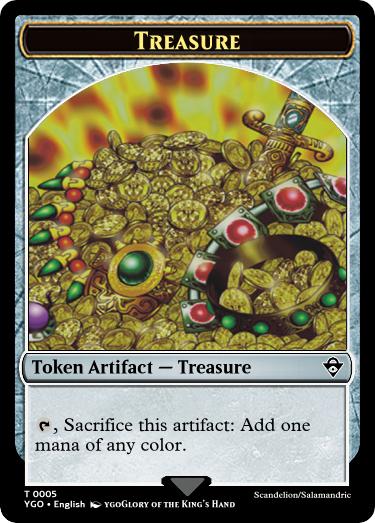 Treasure
Token Artifact — Treasure
, Sacrifice this artifact: Add one
mana of any color.
T 0005
YGO • English ygoGlory of the King's Hand
Scandelion/Salamandric